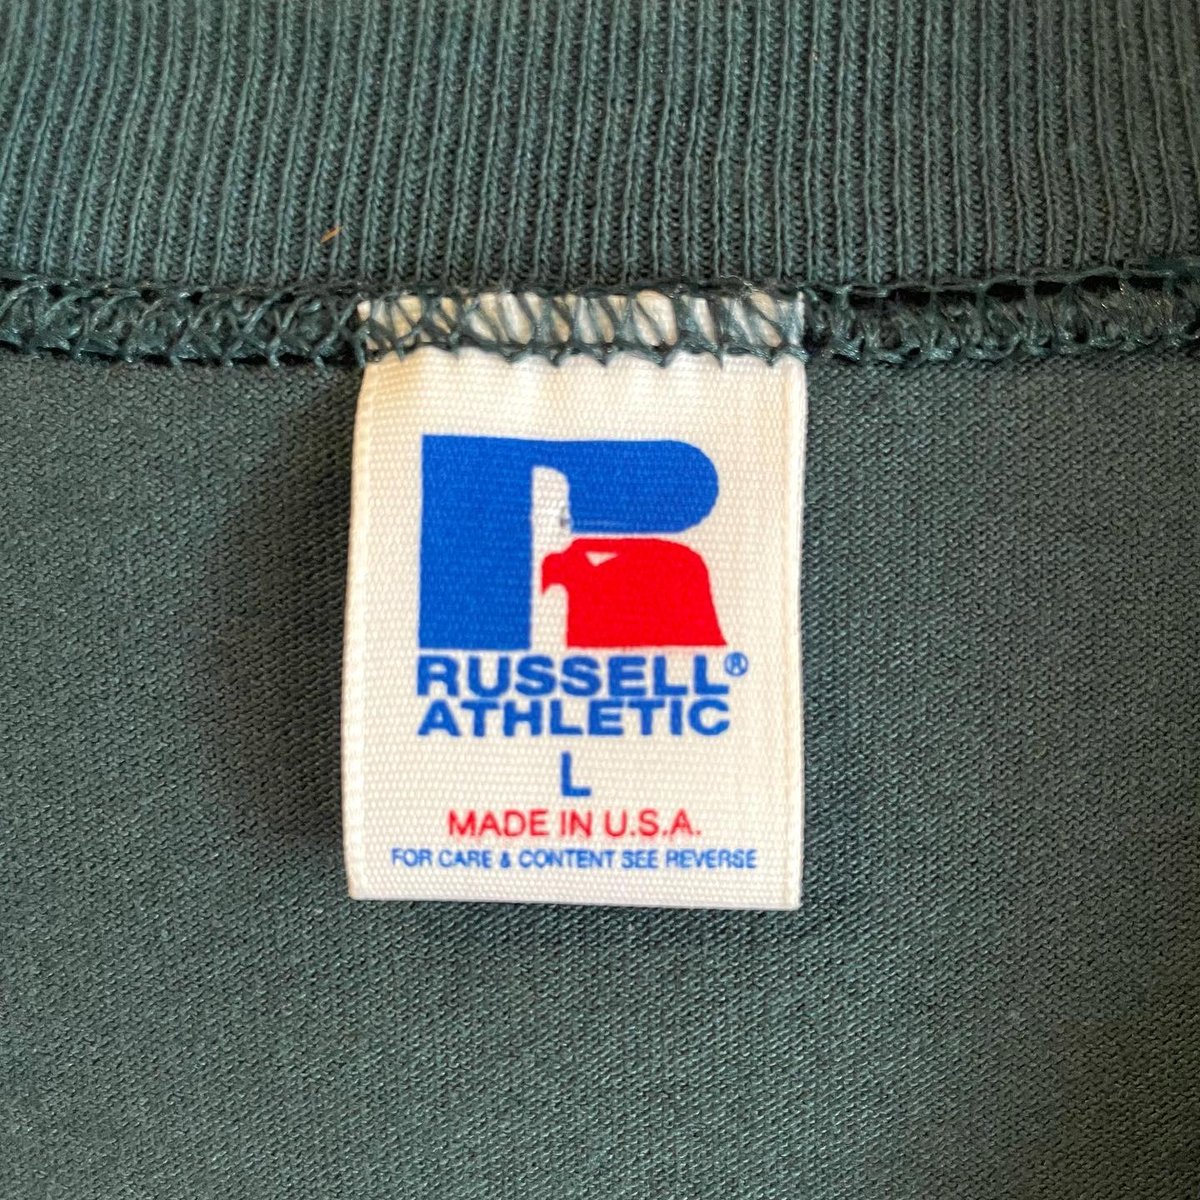 RUSSELL®
ATHLETIC
L
MADE IN U.S.A.
FOR CARE & CONTENT SEE REVERSE